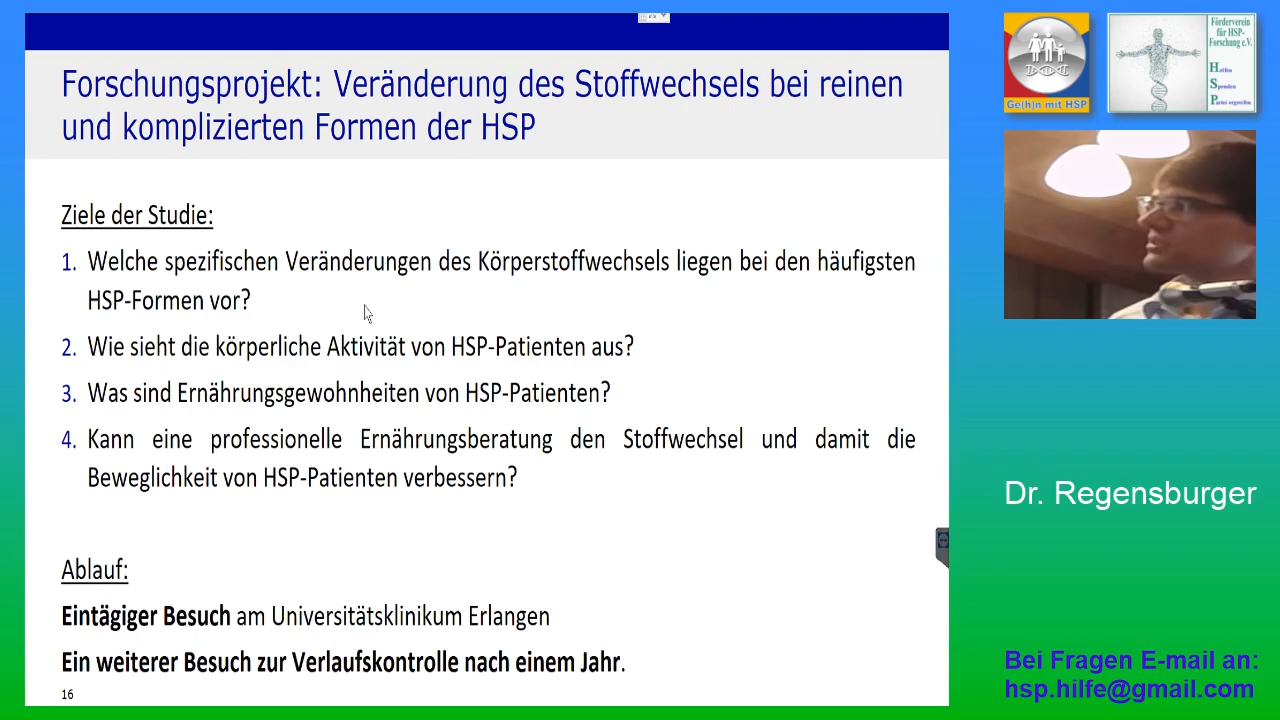 Forschungsprojekt: Veränderung des Stoffwechsels bei reinen
und komplizierten Formen der HSP
Ziele der Studie:
1. Welche spezifischen Veränderungen des Körperstoffwechsels liegen bei den häufigsten
HSP-Formen vor?
2. Wie sieht die körperliche Aktivität von HSP-Patienten aus?
3. Was sind Ernährungsgewohnheiten von HSP-Patienten?
4. Kann eine professionelle Ernährungsberatung den Stoffwechsel und damit die
Beweglichkeit von HSP-Patienten verbessern?
Ablauf:
Eintägiger Besuch am Universitätsklinikum Erlangen
Ein weiterer Besuch zur Verlaufskontrolle nach einem Jahr.
16
Ge(h)n mit HSP
Förderverein
für HSP-
Forschung e.V.
Helfen
Spenden
Dr. Regensburger
Bei Fragen E-mail an:
hsp.hilfe@gmail.com